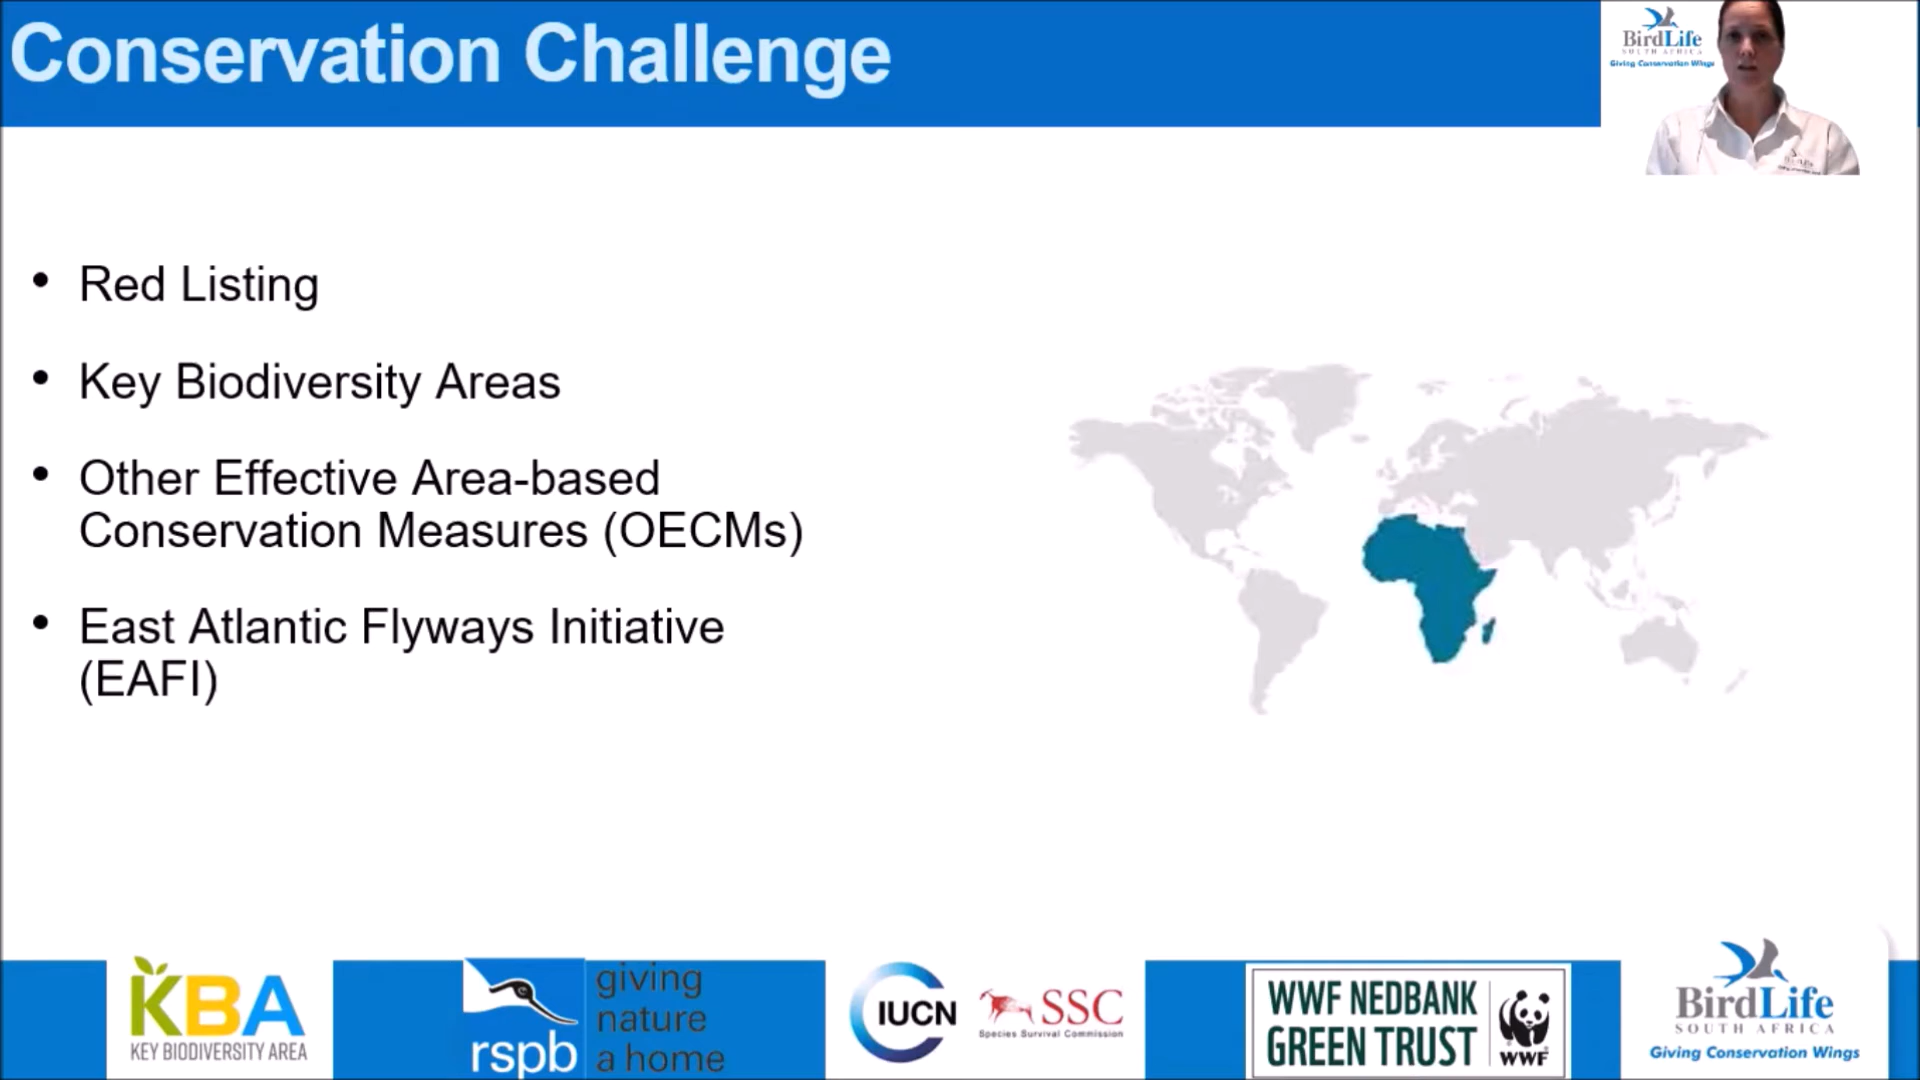 Conservation Challenge
BirdLife
SOUTH AFRICA
Giving Conservation Wings
• Red Listing
• Key Biodiversity Areas
• Other Effective Area-based
Conservation Measures (OECMs)
• East Atlantic Flyways Initiative
(EAFI)
KBA
KEY BIODIVERSITY AREA
rspb
giving
nature
a home
IUCN
SSC
Species Survival Commission
WWF NEDBANK
GREEN TRUST
WWF
BirdLife
SOUTH AFRICA
Giving Conservation Wings